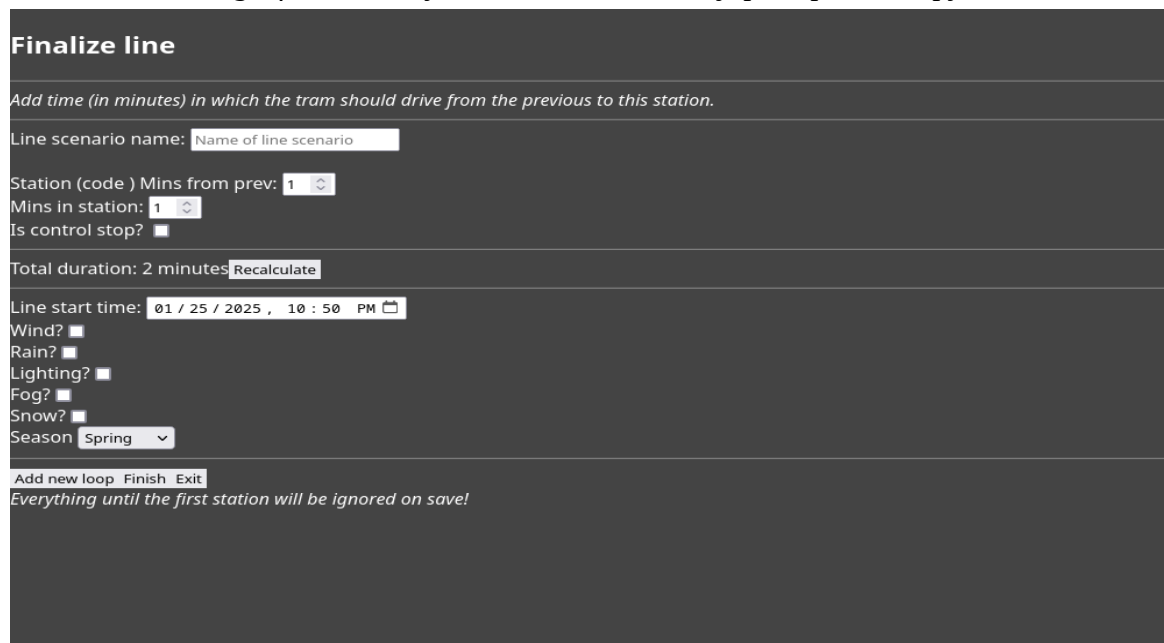 Finalize line
Add time (in minutes) in which the tram should drive from the previous to this station.
Line scenario name: Name of line scenario
Station (code ) Mins from prev: 1
Mins in station: 1
Is control stop?
Total duration: 2 minutes Recalculate
Line start time: 01/25/2025, 10:50 PM
Wind?
Rain?
Lighting?
Fog?
Snow?
Season Spring
Add new loop Finish Exit
Everything until the first station will be ignored on save!